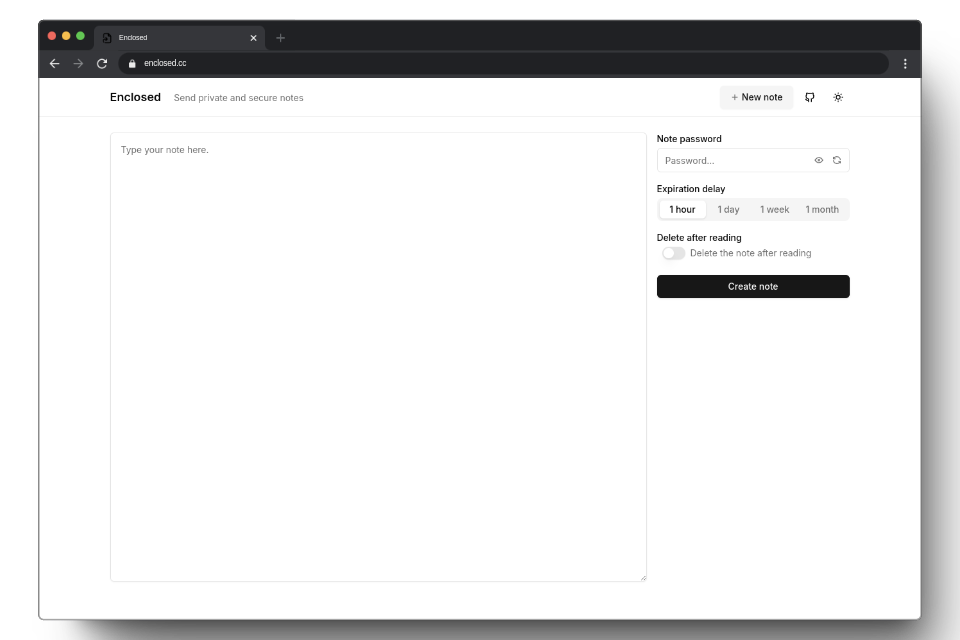 Enclosed
enclosed.cc
Enclosed Send private and secure notes + New note
Type your note here.
Note password
Password...
Expiration delay
1 hour 1 day 1 week 1 month
Delete after reading
Delete the note after reading
Create note